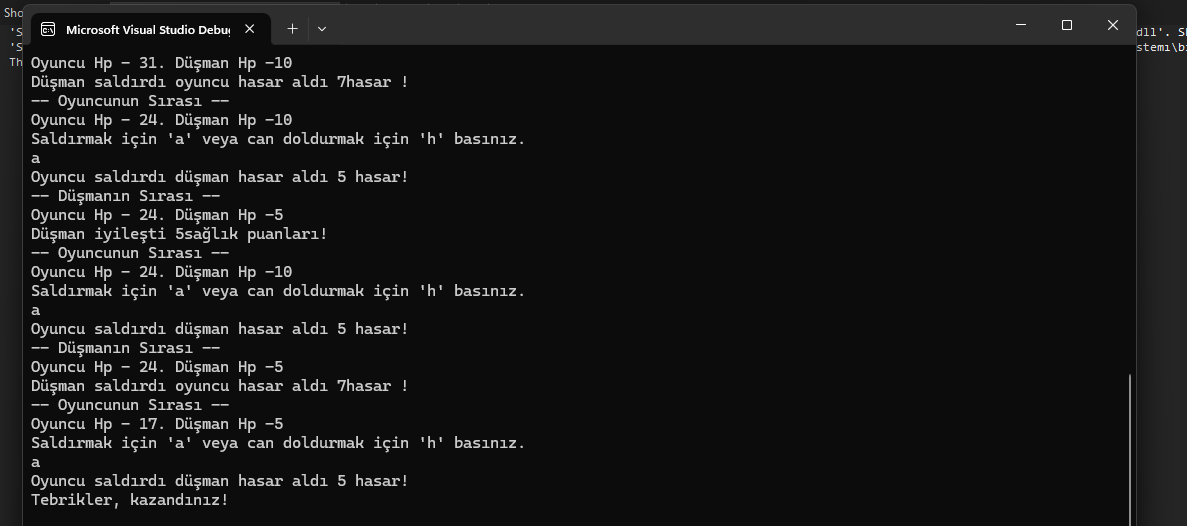 Sho
Microsoft Visual Studio Debu
'S
dll'. S
'S
stemi\b
Th
Oyuncu Hp - 31. Düşman Hp -10
Düşman saldırdı oyuncu hasar aldı 7hasar !
-- Oyuncunun Sırası --
Oyuncu Hp - 24. Düşman Hp -10
Saldırmak için 'a' veya can doldurmak için 'h' basınız.
a
Oyuncu saldırdı düşman hasar aldı 5 hasar!
-- Düşmanın Sırası --
Oyuncu Hp - 24. Düşman Hp -5
Düşman iyileşti 5sağlık puanları!
-- Oyuncunun Sırası --
Oyuncu Hp - 24. Düşman Hp -10
Saldırmak için 'a' veya can doldurmak için 'h' basınız.
a
Oyuncu saldırdı düşman hasar aldı 5 hasar!
-- Düşmanın Sırası --
Oyuncu Hp - 24. Düşman Hp -5
Düşman saldırdı oyuncu hasar aldı 7hasar !
-- Oyuncunun Sırası --
Oyuncu Hp - 17. Düşman Hp -5
Saldırmak için 'a' veya can doldurmak için 'h' basınız.
a
Oyuncu saldırdı düşman hasar aldı 5 hasar!
Tebrikler, kazandınız!